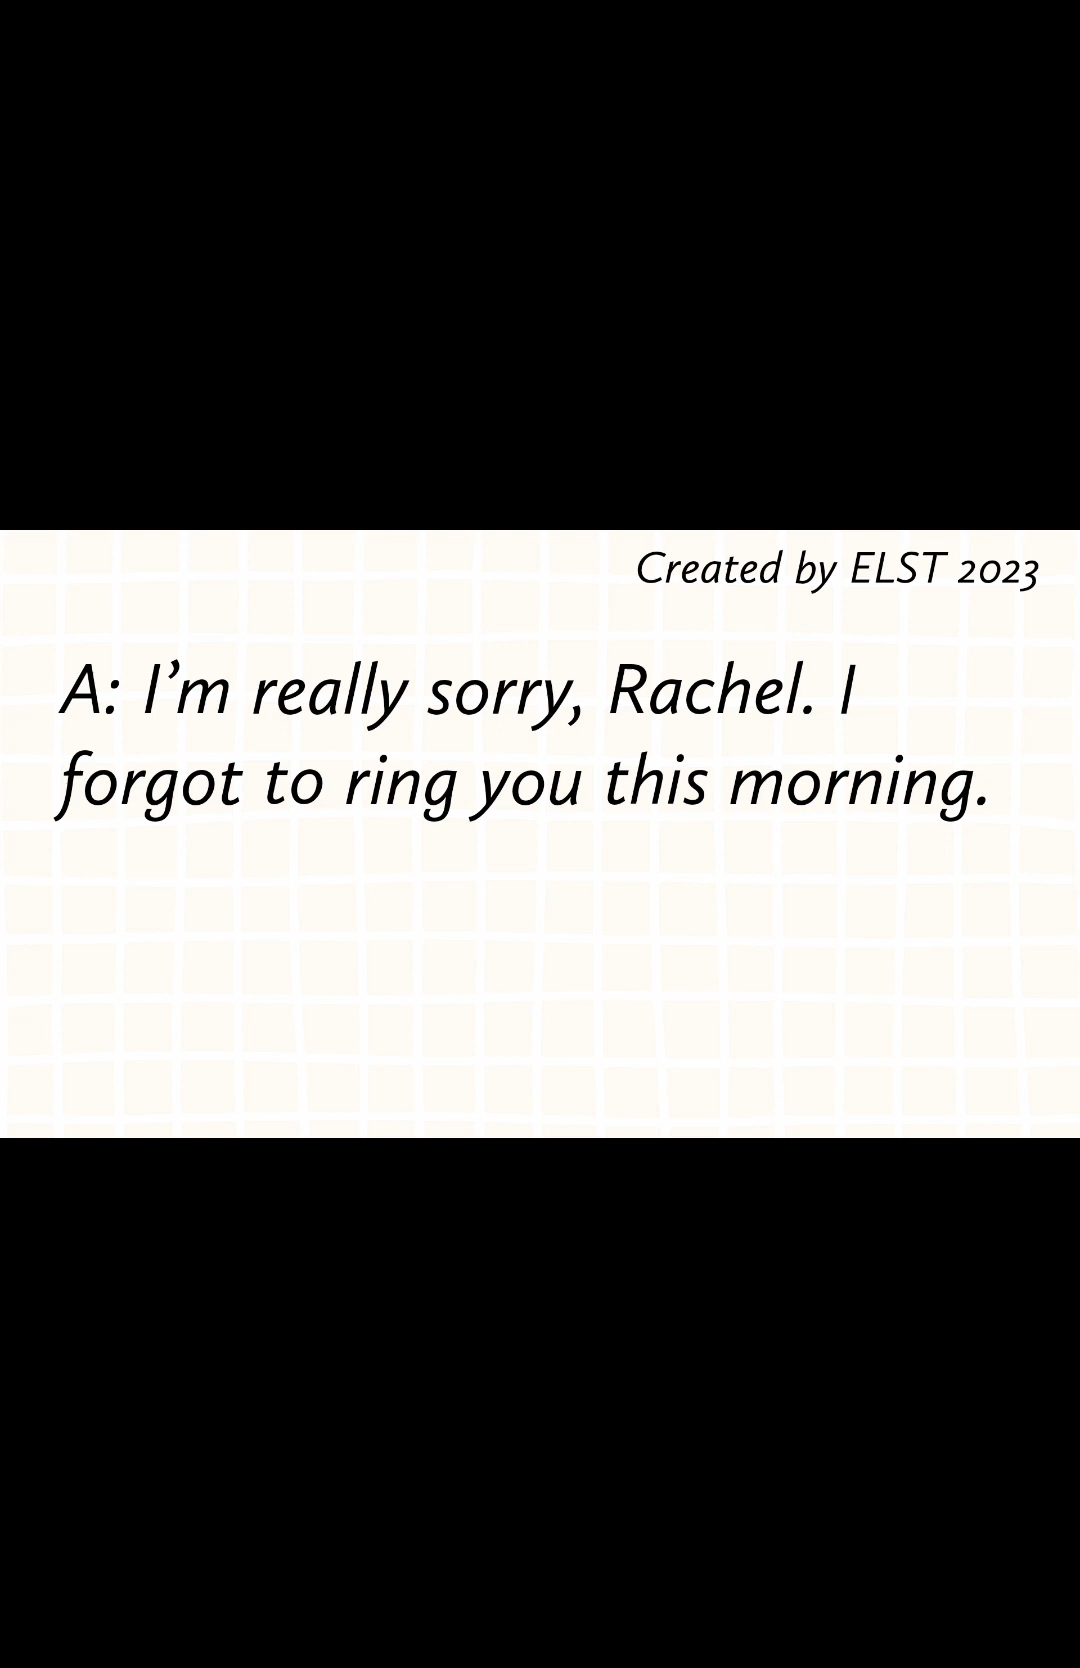 Created by ELST 2023
A: I’m really sorry, Rachel. I
forgot to ring you this morning.